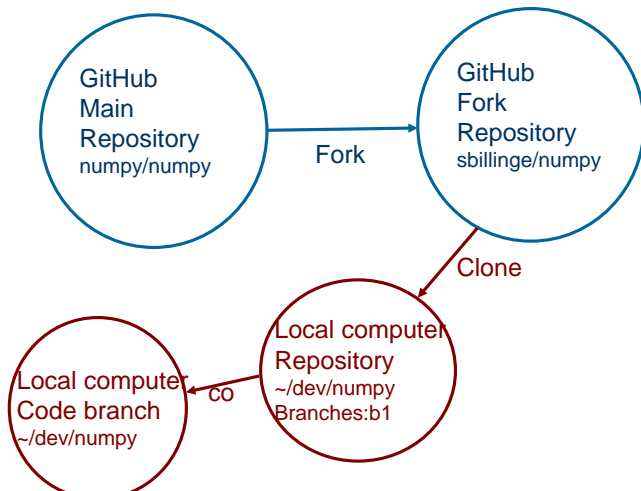 GitHub
Main
Repository
numpy/numpy
Fork
GitHub
Fork
Repository
sbillinge/numpy
Clone
Local computer
Repository
~/dev/numpy
Branches:b1
co
Local computer
Code branch
~/dev/numpy